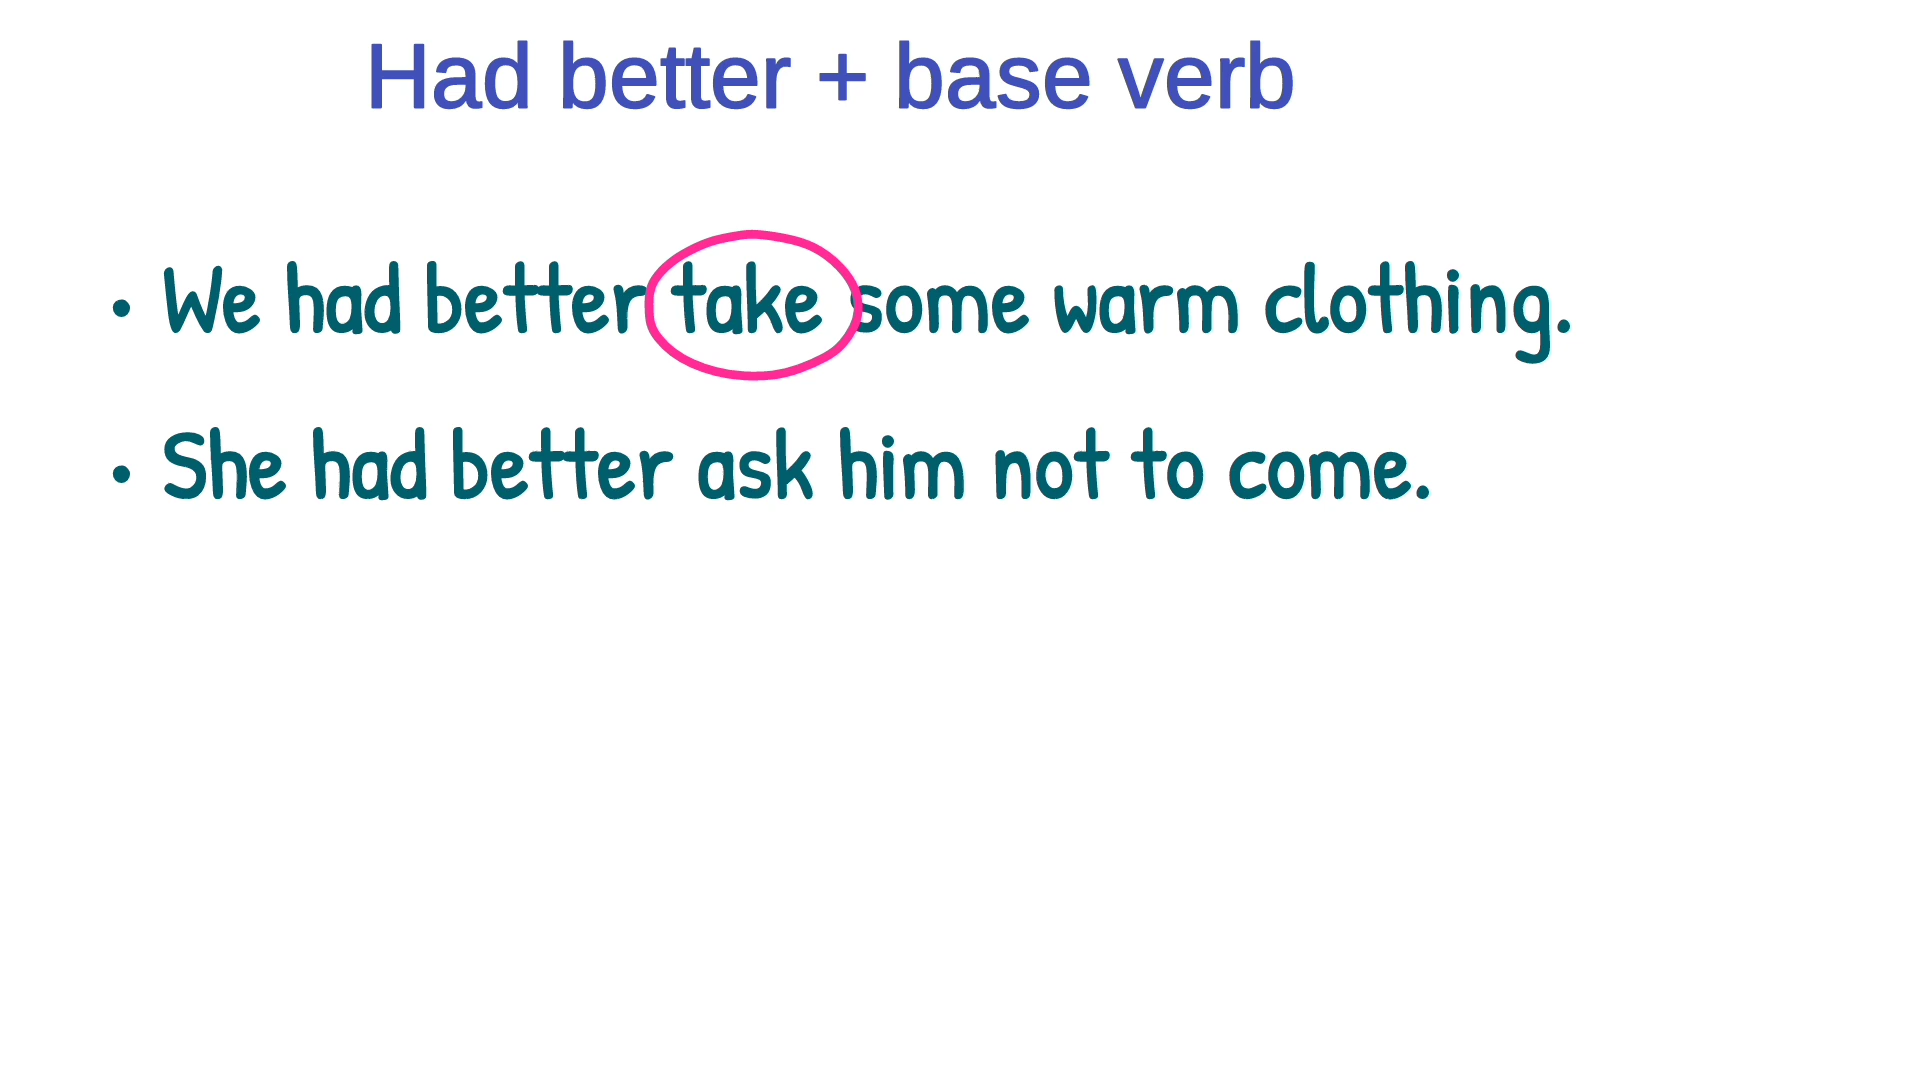 Had better + base verb
• We had better take some warm clothing.
• She had better ask him not to come.